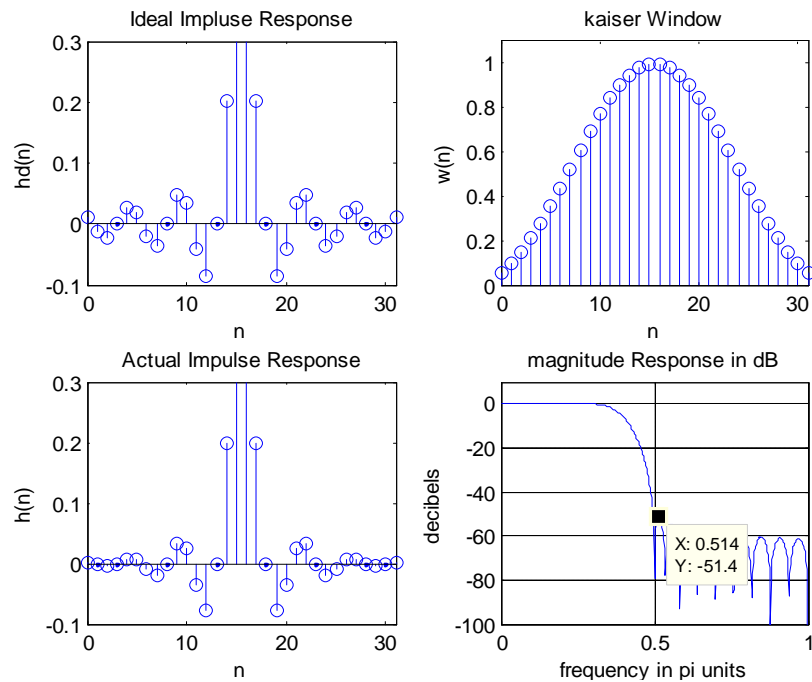 Ideal Impluse Response
0.3
0.2
0.1
0
-0.1
hd(n)
0
10
20
30
n
kaiser Window
1
0.8
0.6
0.4
0.2
0
w(n)
0
10
20
30
n
Actual Impulse Response
0.3
0.2
0.1
0
-0.1
h(n)
0
10
20
30
n
magnitude Response in dB
0
-20
-40
-60
-80
-100
decibels
X: 0.514
Y: -51.4
0
0.5
1
frequency in pi units